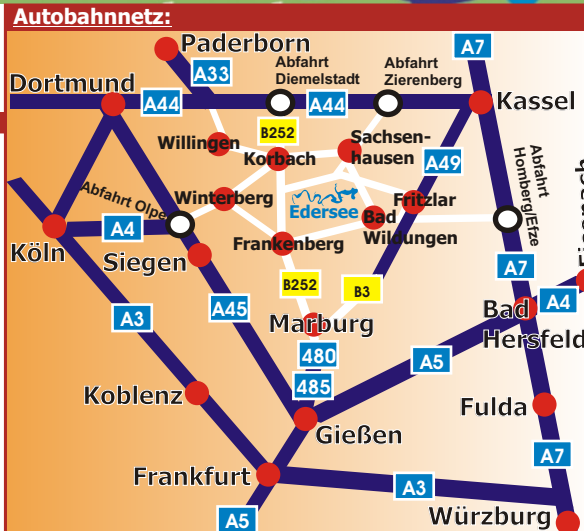 Autobahnnetz:
Paderborn
A7
A33
Abfahrt
Diemelstadt
Abfahrt
Zierenberg
Dortmund
A44
A44
Kassel
B252
Willingen
Sachsen-
hausen
Korbach
A49
Abfahrt
Homberg/Efze
Abfahrt Olpe
Winterberg
Edersee
Fritzlar
Bad
Wildungen
A4
Köln
Siegen
Frankenberg
A7
B252
B3
A4
A3
A45
Marburg
Bad
Hersfeld
480
A5
485
Koblenz
Gießen
Fulda
A7
Frankfurt
A3
A5
Würzburg